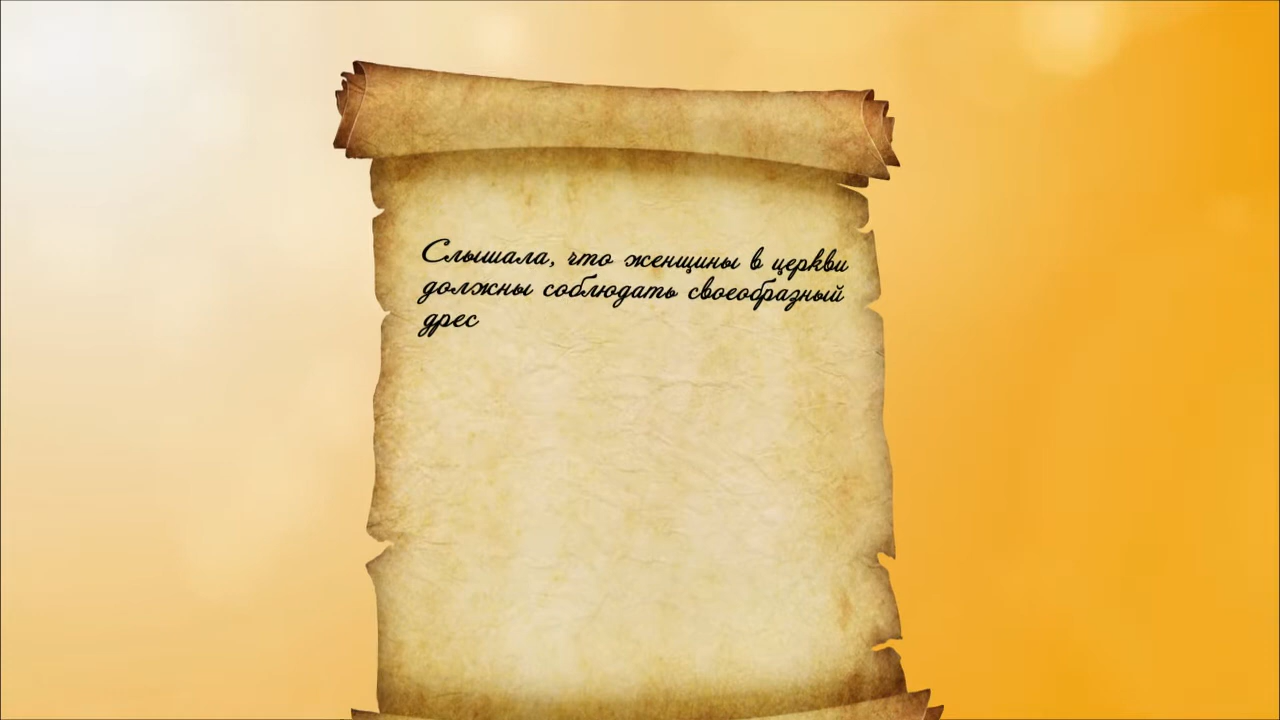 Слышала, что женщины в церкви
должны соблюдать своеобразный
дрес